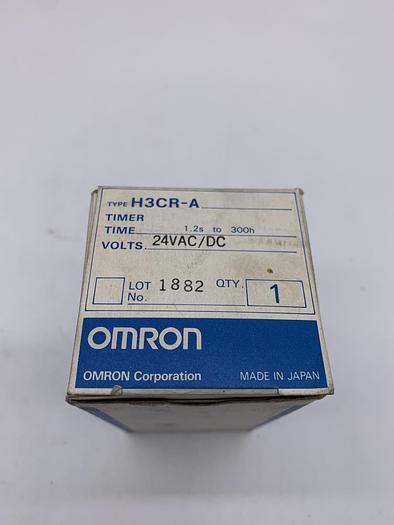 TYPE H3CR-A
TIMER
TIME 1.2s to 300h
VOLTS. 24VAC/DC
LOT No. 1882 QTY. 1
OMRON
OMRON Corporation MADE IN JAPAN